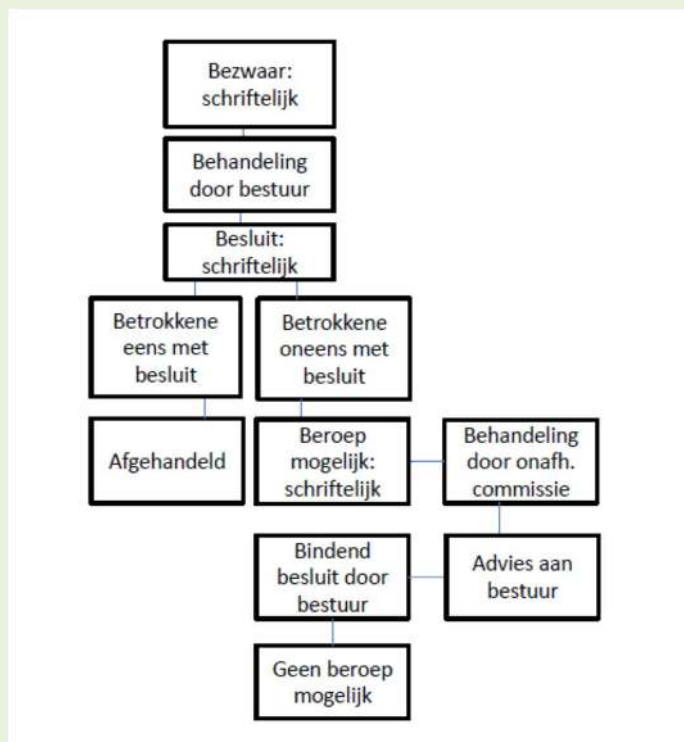 Bezwaar:
schriftelijk
Behandeling
door bestuur
Besluit:
schriftelijk
Betrokkene
eens met
besluit
Betrokkene
oneens met
besluit
Afgehandeld
Beroep
mogelijk:
schriftelijk
Behandeling
door onafh.
commissie
Bindend
besluit door
bestuur
Advies aan
bestuur
Geen beroep
mogelijk